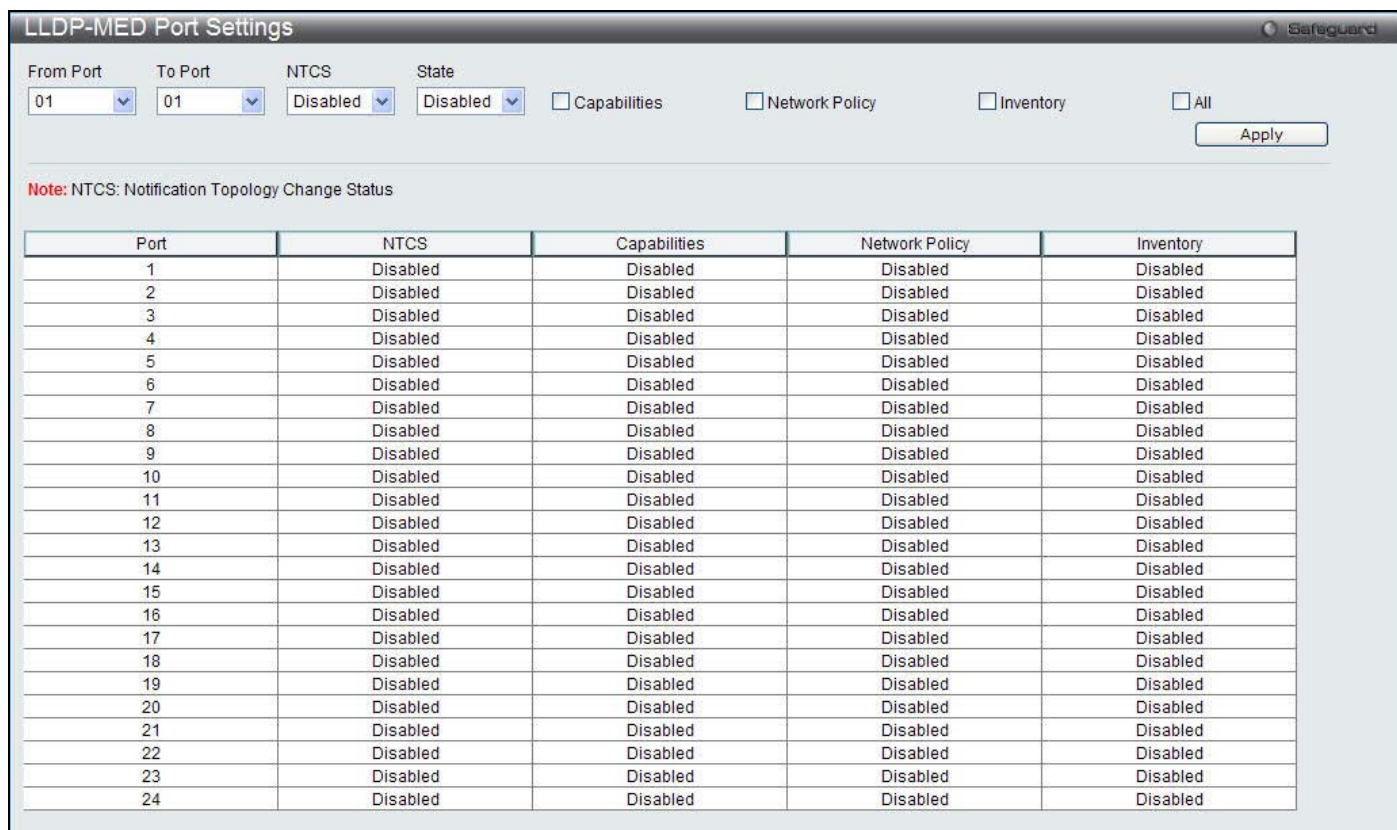 LLDP-MED Port Settings
Safeguard
From Port To Port NTCS State
01 01 Disabled Disabled Capabilities Network Policy Inventory All
Apply
Note: NTCS: Notification Topology Change Status
Port NTCS Capabilities Network Policy Inventory
1 Disabled Disabled Disabled Disabled
2 Disabled Disabled Disabled Disabled
3 Disabled Disabled Disabled Disabled
4 Disabled Disabled Disabled Disabled
5 Disabled Disabled Disabled Disabled
6 Disabled Disabled Disabled Disabled
7 Disabled Disabled Disabled Disabled
8 Disabled Disabled Disabled Disabled
9 Disabled Disabled Disabled Disabled
10 Disabled Disabled Disabled Disabled
11 Disabled Disabled Disabled Disabled
12 Disabled Disabled Disabled Disabled
13 Disabled Disabled Disabled Disabled
14 Disabled Disabled Disabled Disabled
15 Disabled Disabled Disabled Disabled
16 Disabled Disabled Disabled Disabled
17 Disabled Disabled Disabled Disabled
18 Disabled Disabled Disabled Disabled
19 Disabled Disabled Disabled Disabled
20 Disabled Disabled Disabled Disabled
21 Disabled Disabled Disabled Disabled
22 Disabled Disabled Disabled Disabled
23 Disabled Disabled Disabled Disabled
24 Disabled Disabled Disabled Disabled